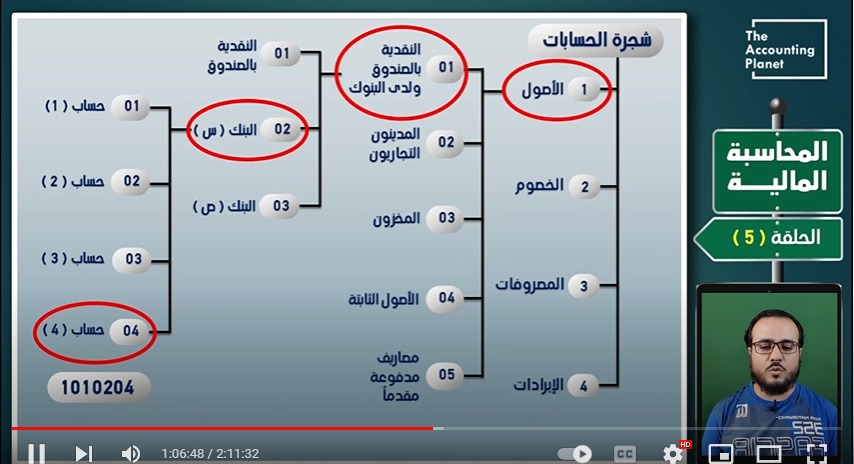 شجرة الحسابات
1 الأصول
2 الخصوم
3 المصروفات
4 الإيرادات
01 النقدية
بالصندوق
ولدى البنوك
02 المدينون
التجاريون
03 المخزون
04 الأصول الثابتة
05 مصاريف
مدفوعة
مقدماً
01 النقدية
بالصندوق
02 البنك ( س )
03 البنك ( ص )
01 حساب ( 1 )
02 حساب ( 2 )
03 حساب ( 3 )
04 حساب ( 4 )
1010204
The
Accounting
Planet
المحاسبة
المالية
الحلقة ( 5 )
352
1:06:48 / 2:11:32
CC
HD